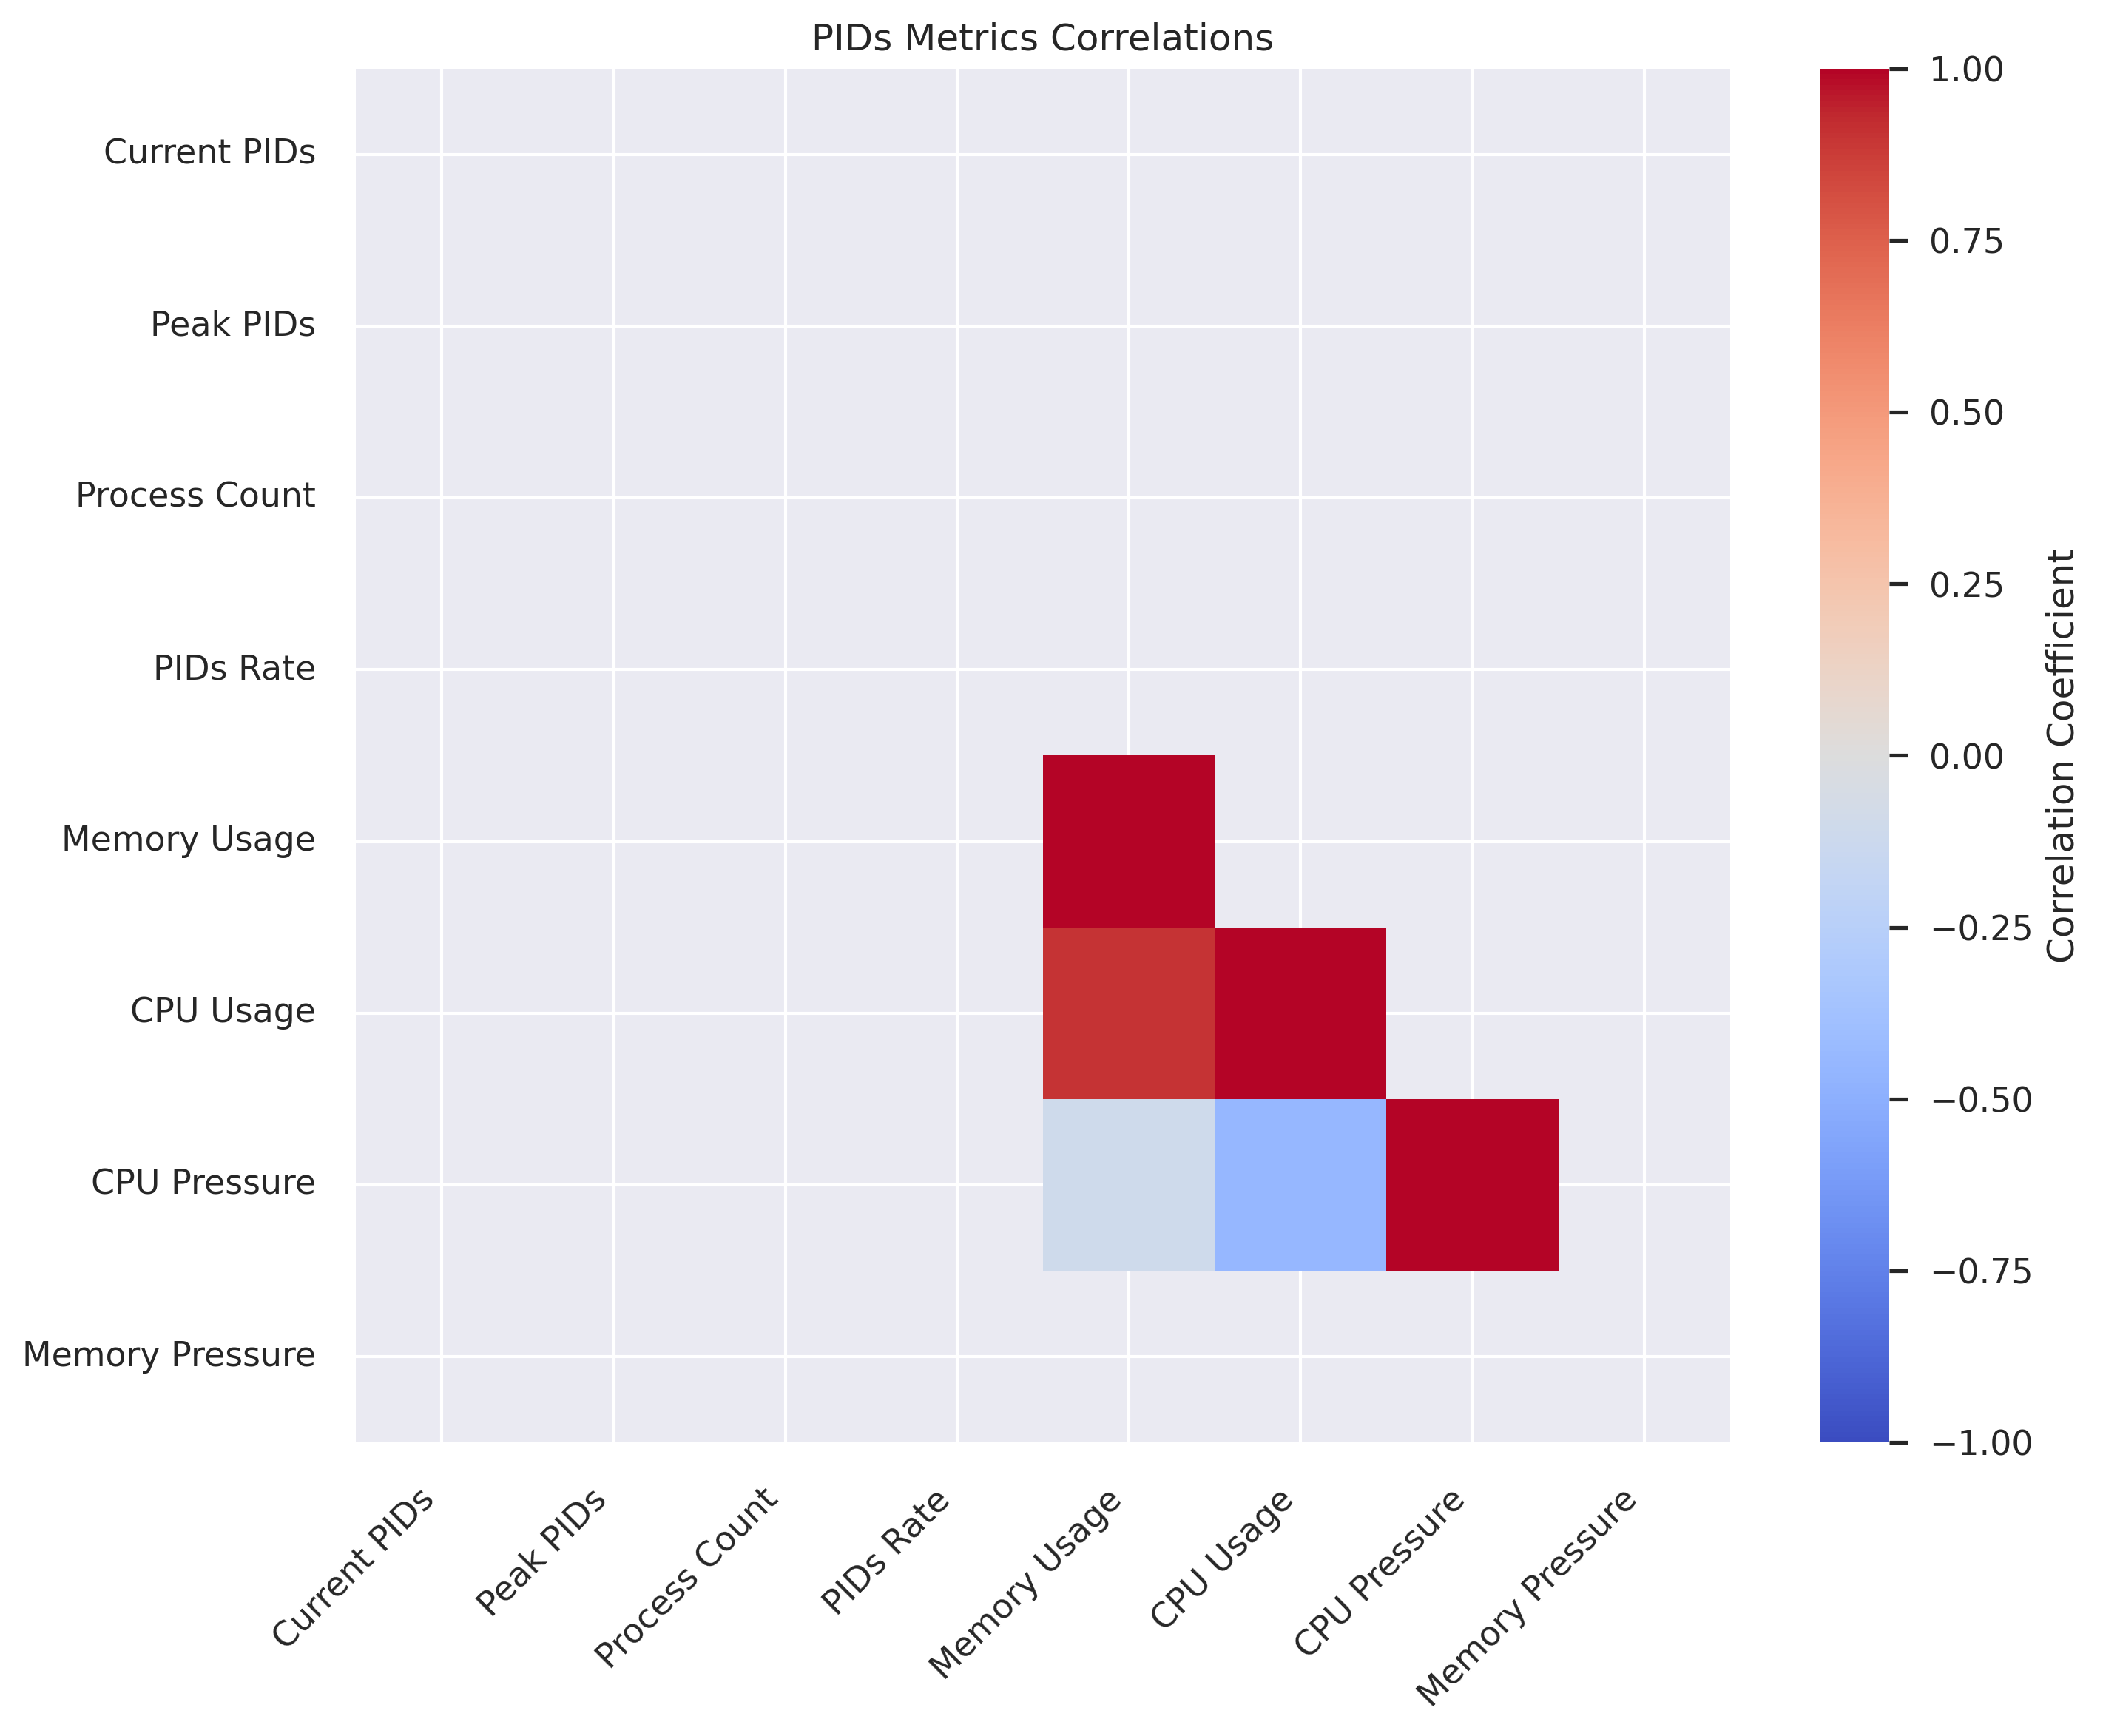 PIDs Metrics Correlations
Current PIDs
Peak PIDs
Process Count
PIDs Rate
Memory Usage
CPU Usage
CPU Pressure
Memory Pressure
Current PIDs
Peak PIDs
Process Count
PIDs Rate
Memory Usage
CPU Usage
CPU Pressure
Memory Pressure
1.00
0.75
0.50
0.25
0.00
−0.25
−0.50
−0.75
−1.00
Correlation Coefficient